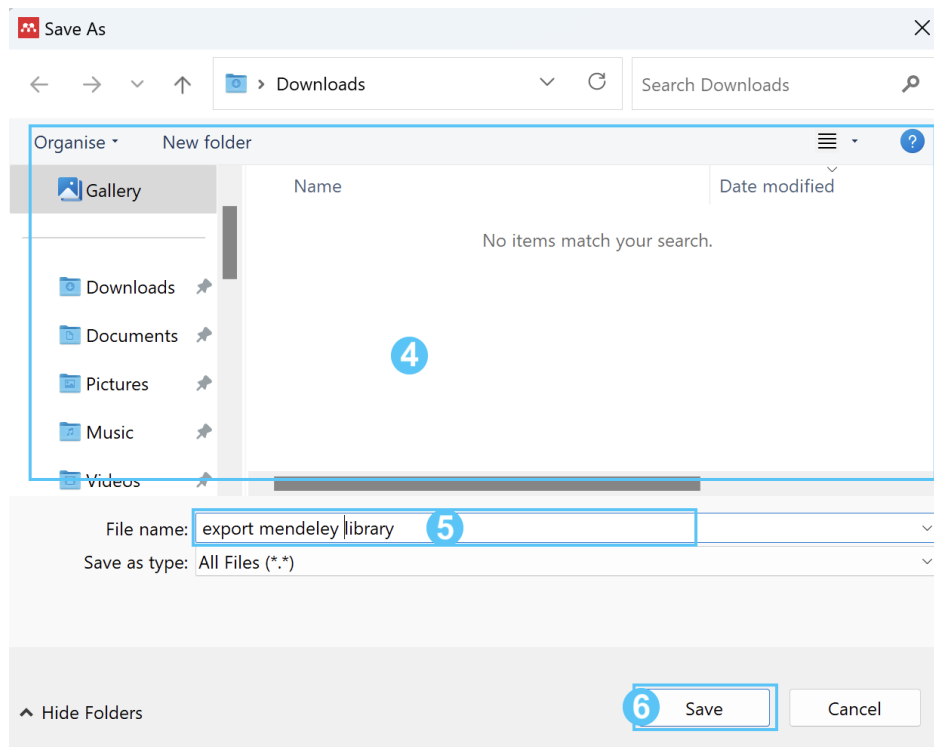 Save As
Downloads
Search Downloads
Organise New folder
?
Gallery
Name Date modified
No items match your search.
Downloads
Documents
4
Pictures
Music
Videos
File name: export mendeley library 5
Save as type: All Files (*.*)
Hide Folders
6 Save Cancel